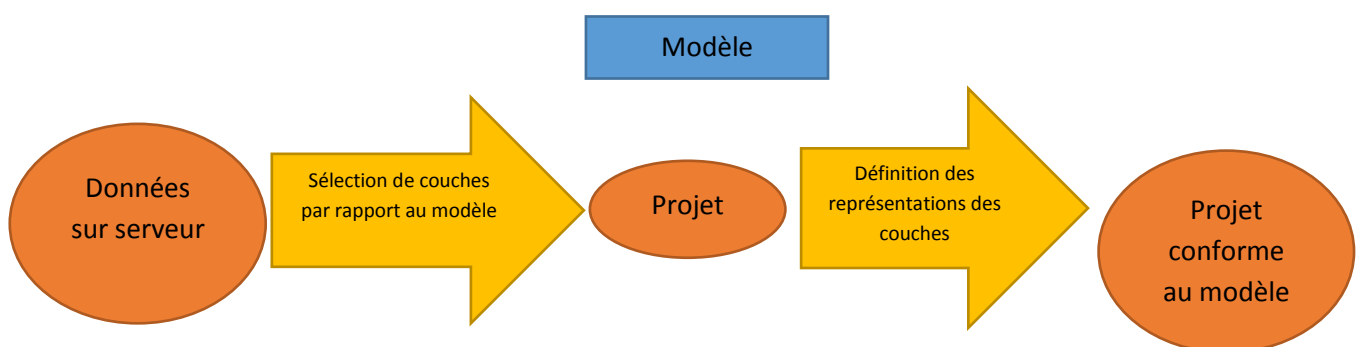 Modèle
Données
sur serveur
Sélection de couches
par rapport au modèle
Projet
Définition des
représentations des
couches
Projet
conforme
au modèle